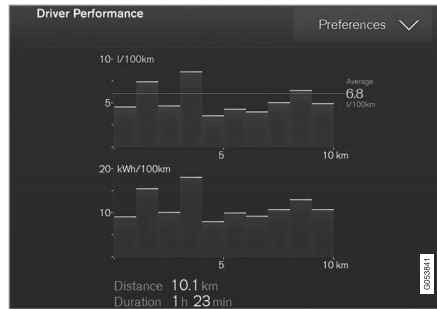 Driver Performance
Preferences
10- l/100km
Average
6.8
l/100km
5-
5
10 km
20- kWh/100km
10-
5
10 km
Distance 10.1 km
Duration 1 h 23 min
G053841